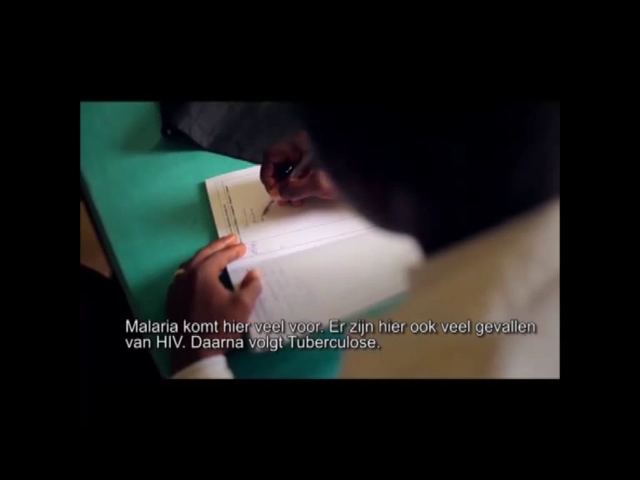 Malaria komt hier veel voor. Er zijn hier ook veel gevallen
van HIV. Daarna volgt Tuberculose.